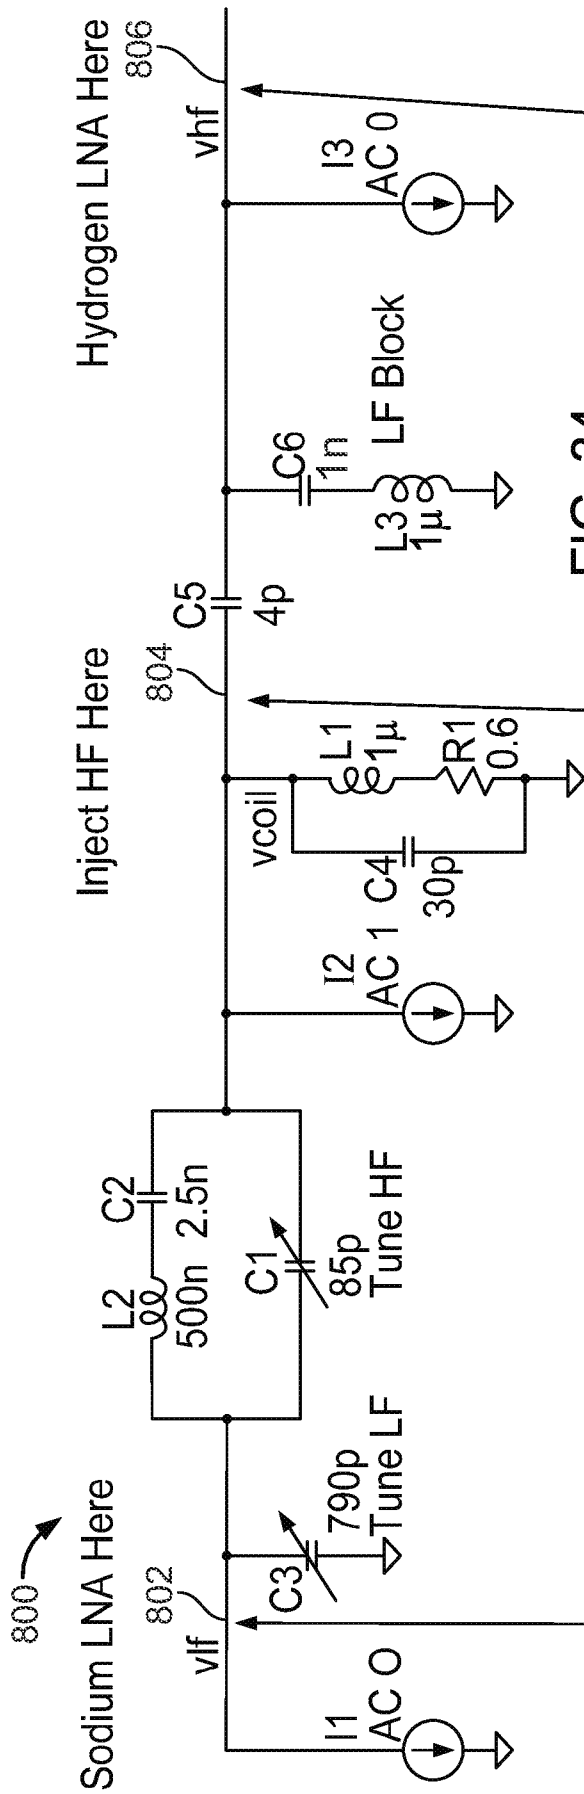 800
Sodium LNA Here
802
vlf
I1
AC O
C3
790p
Tune LF
L2
500n
C2
2.5n
C1
85p
Tune HF
I2
AC 1
Inject HF Here
804
vcoil
C4
30p
L1
1µ
R1
0.6
C5
4p
C6
1n
L3
1µ
LF Block
Hydrogen LNA Here
806
vhf
I3
AC 0